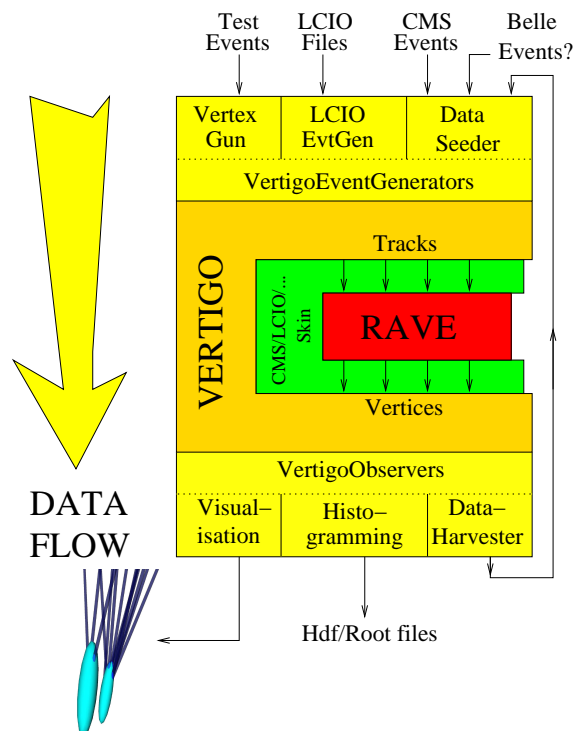 Test
Events
LCIO
Files
CMS
Events
Belle
Events?
Vertex
Gun
LCIO
EvtGen
Data
Seeder
VertigoEventGenerators
Tracks
VERTIGO
CMS/LCIO/...
Skin
RAVE
Vertices
VertigoObservers
DATA
FLOW
Visual−
isation
Histo−
gramming
Data−
Harvester
Hdf/Root files